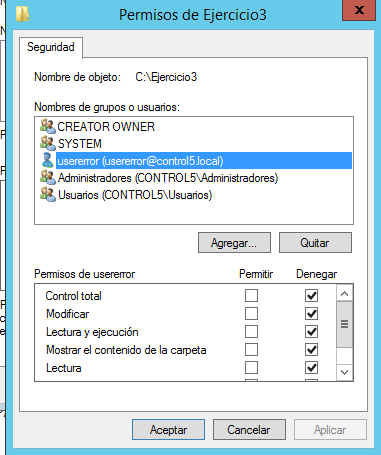 Permisos de Ejercicio3
x
Seguridad
Nombre de objeto: C:\Ejercicio3
Nombres de grupos o usuarios:
CREATOR OWNER
SYSTEM
usererror (usererror@control5.local)
Administradores (CONTROL5\Administradores)
Usuarios (CONTROL5\Usuarios)
Agregar... Quitar
Permisos de usererror Permitir Denegar
Control total
Modificar
Lectura y ejecución
Mostrar el contenido de la carpeta
Lectura
Aceptar Cancelar Aplicar